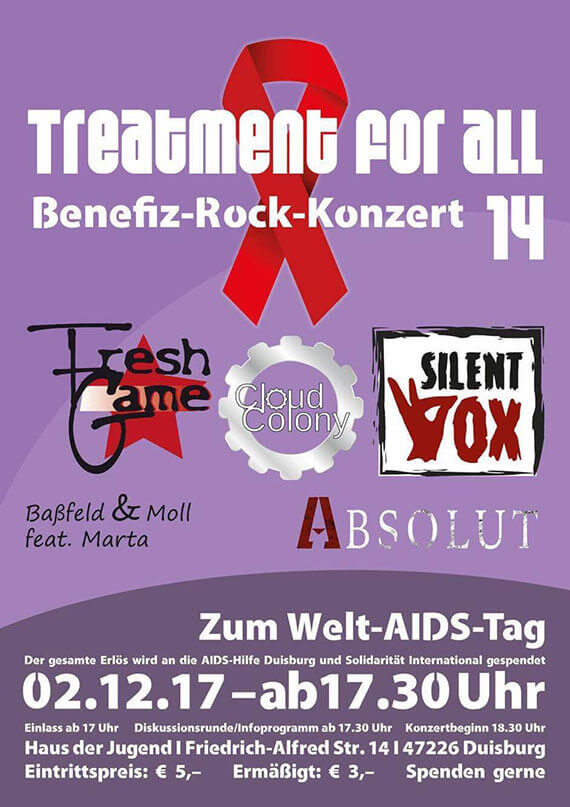 Treatment for all
Benefiz-Rock-Konzert 14
Fresh Game
Cloud Colony
SILENT VOX
Baßfeld & Moll
feat. Marta
ABSOLUT
Zum Welt-AIDS-Tag
Der gesamte Erlös wird an die AIDS-Hilfe Duisburg und Solidarität International gespendet
02.12.17 – ab 17.30 Uhr
Einlass ab 17 Uhr Diskussionsrunde/Infoprogramm ab 17.30 Uhr Konzertbeginn 18.30 Uhr
Haus der Jugend I Friedrich-Alfred Str. 14 I 47226 Duisburg
Eintrittspreis: € 5,– Ermäßigt: € 3,– Spenden gerne